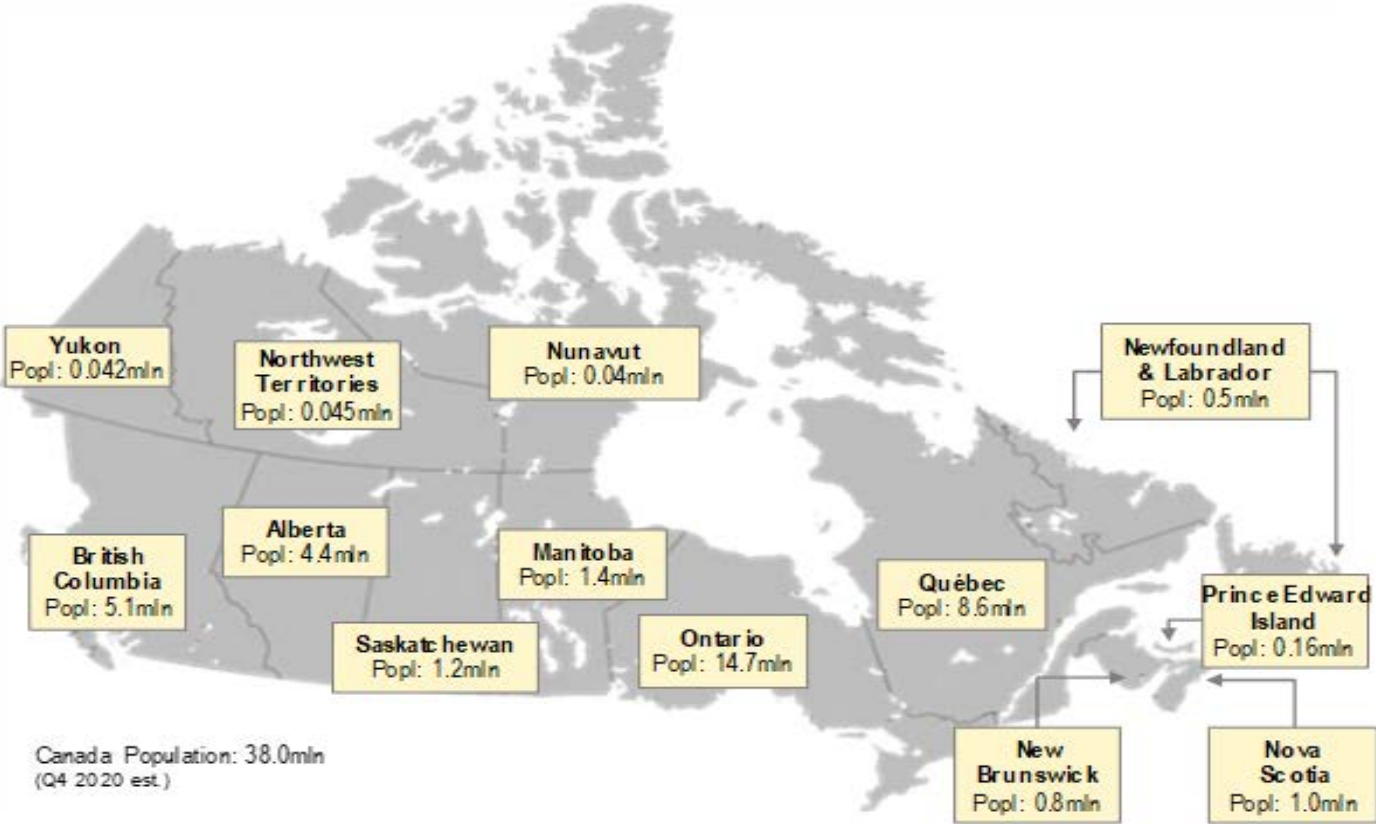 Yukon
Popl: 0.042mln
Northwest
Territories
Popl: 0.045mln
Nunavut
Popl: 0.04mln
Newfoundland
& Labrador
Popl: 0.5mln
British
Columbia
Popl: 5.1mln
Alberta
Popl: 4.4mln
Saskatchewan
Popl: 1.2mln
Manitoba
Popl: 1.4mln
Ontario
Popl: 14.7mln
Québec
Popl: 8.6mln
Prince Edward
Island
Popl: 0.16mln
New
Brunswick
Popl: 0.8mln
Nova
Scotia
Popl: 1.0mln
Canada Population: 38.0mln
(Q4 2020 est.)